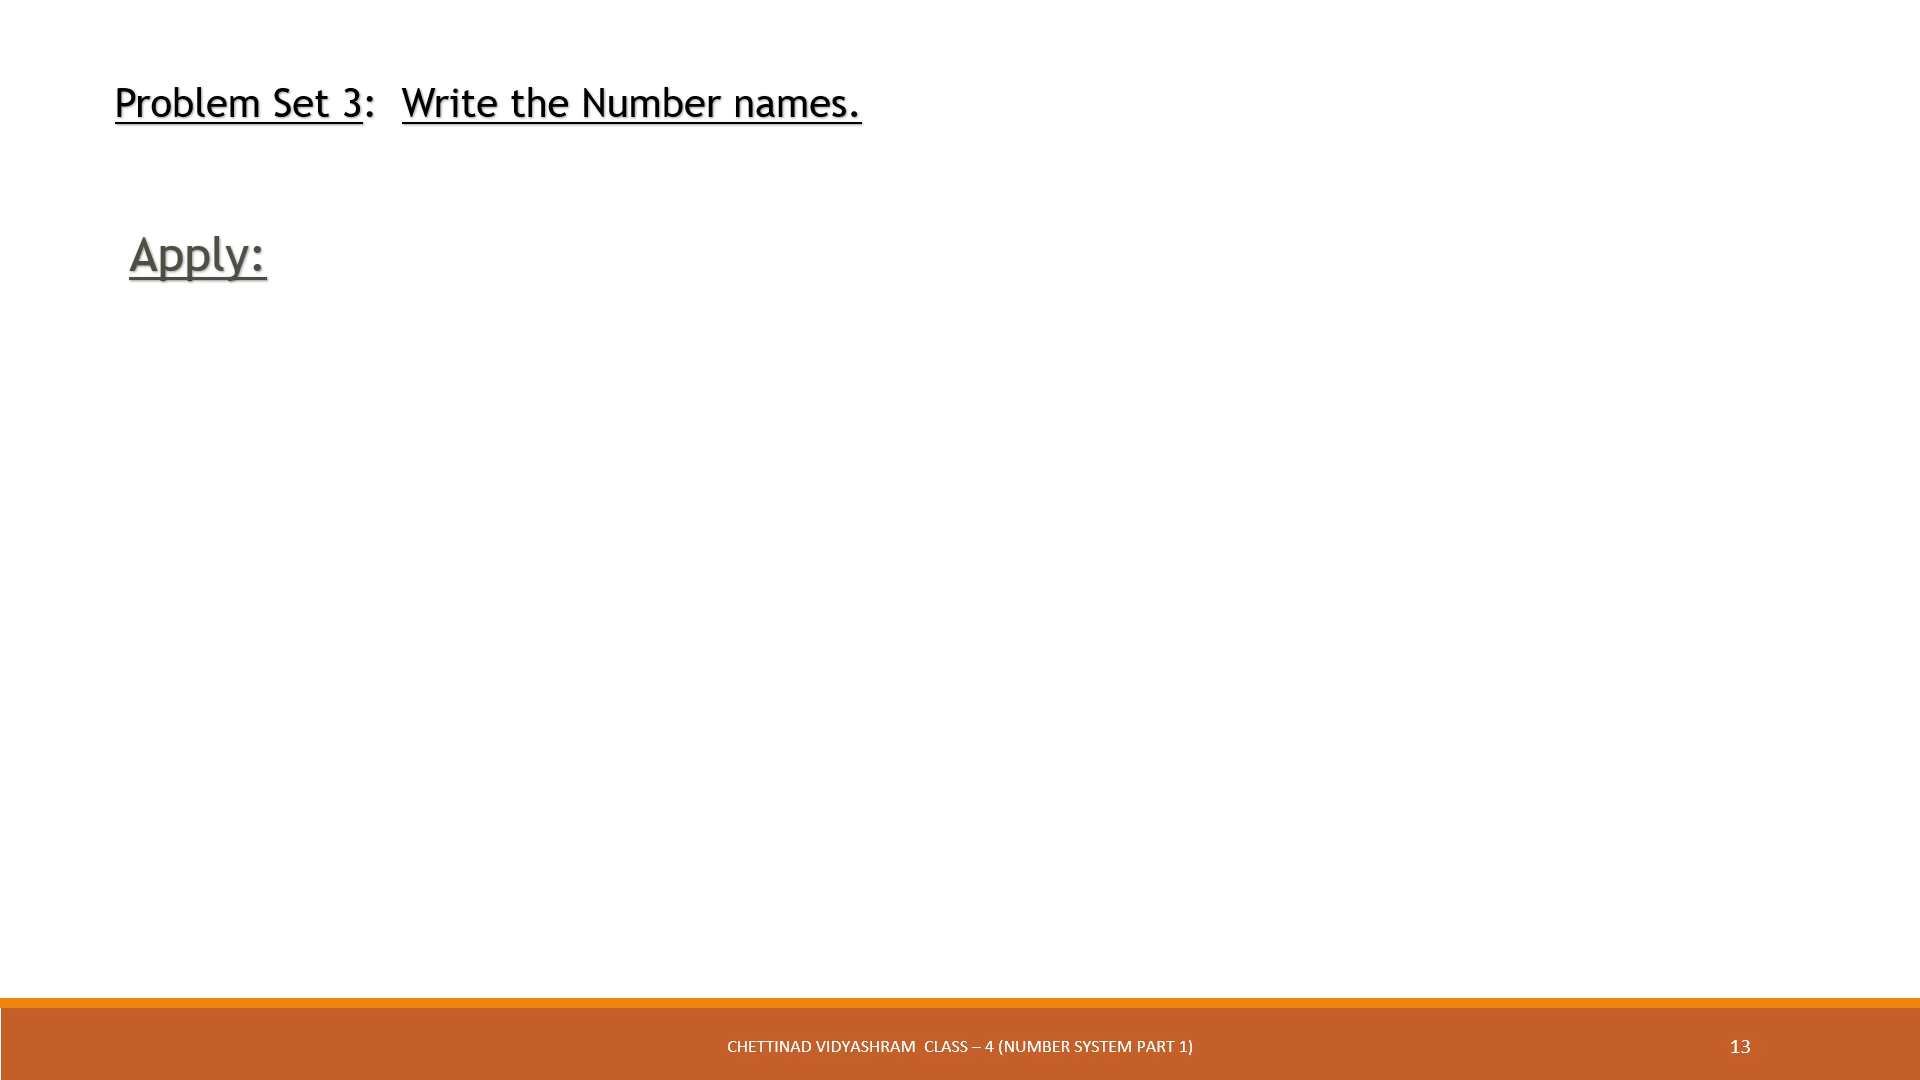 Problem Set 3:  Write the Number names.
Apply:
CHETTINAD VIDYASHRAM  CLASS – 4 (NUMBER SYSTEM PART 1)
13